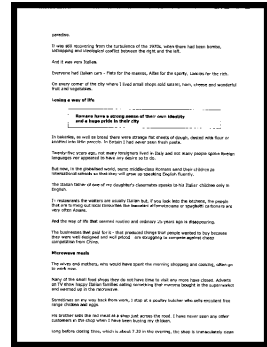 paradise.
It was still recovering from the turbulence of the 1970s, when there had been bombs,
kidnapping and ideological conflict between the right and the left.
And it was very Italian.
Everyone had Italian cars - Fiats for the masses, Alfas for the sporty, Lancias for the rich.
On every corner of the city where I lived small shops sold salami, ham, cheese and wonderful
fruit and vegetables.
Losing a way of life
Romans have a strong sense of their own identity
and a huge pride in their city
In bakeries, as well as bread there were strange flat sheets of dough, dusted with flour or
knotted into little parcels. In Britain I had never seen fresh pasta.
Twenty-five years ago, not many foreigners lived in Italy and not many people spoke foreign
languages nor appeared to have any desire to do so.
But now, in the globalised world, some middle-class Romans send their children to
international schools so that they will grow up speaking English fluently.
The Italian father of one my daughter's classmates speaks to his Italian children only in
English.
In restaurants the waiters are usually Italian but, if you look into the kitchens, the people
that are turning out local favourites like bucatini all'amatriciana or spaghetti carbonara are
very often Asians.
And the way of life that seemed routine and ordinary 25 years ago is disappearing.
The businesses that paid for it - that produced things that people wanted to buy because
they were well designed and well priced - are struggling to compete against cheap
competition from China.
Microwave meals
The wives and mothers, who would have spent the morning shopping and cooking, often go
to work now.
Many of the small food shops they do not have time to visit any more have closed. Adverts
on TV show happy Italian families eating something that mamma bought in the supermarket
and warmed up in the microwave.
Sometimes on my way back from work, I stop at a poultry butcher who sells excellent free
range chicken and eggs.
His brother sells the red meat at a shop just across the road. I have never seen any other
customers in the shop when I have been buying my chicken.
Long before closing time, which is about 7.30 in the evening, the shop is immaculately clean